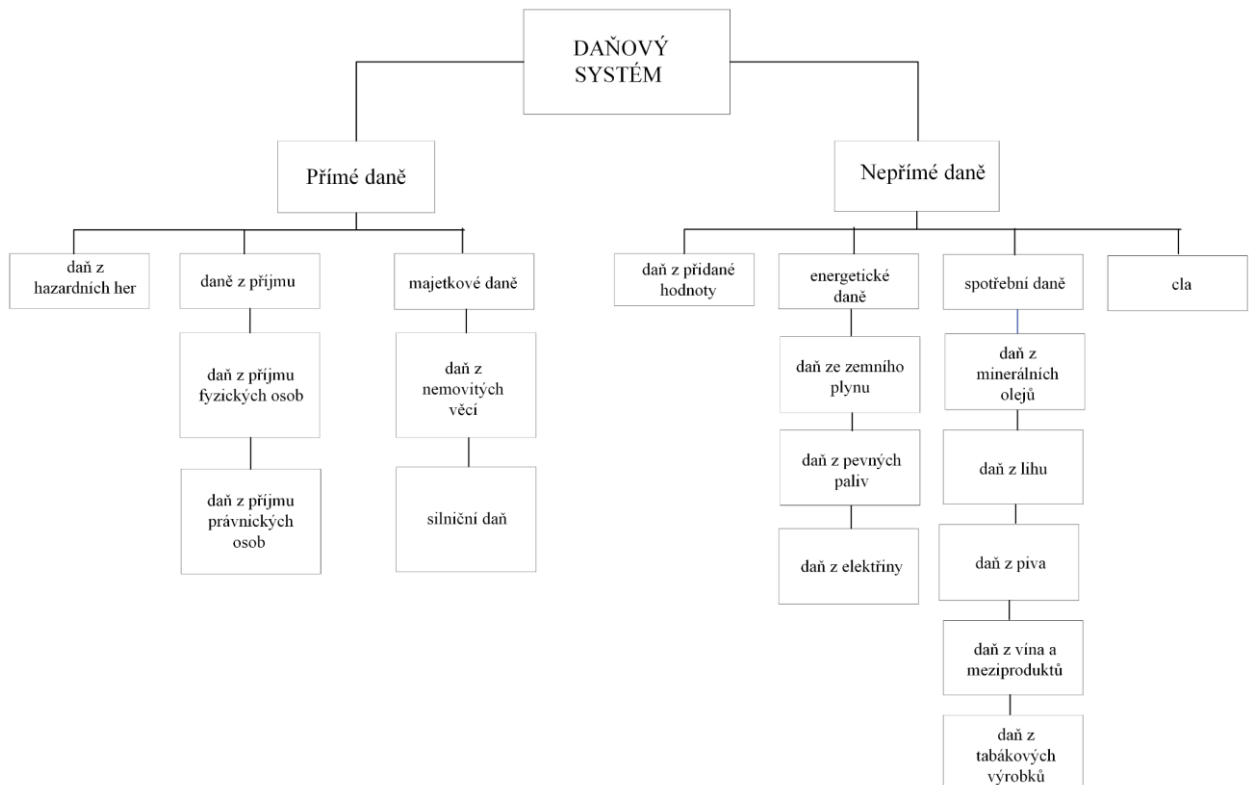 DAŇOVÝ
SYSTÉM
Přímé daně
Nepřímé daně
daň z
hazardních her
daně z příjmu
majetkové daně
daň z přidané
hodnoty
energetické
daně
spotřební daně
cla
daň z příjmu
fyzických osob
daň z
nemovitých
věcí
daň ze zemního
plynu
daň z
minerálních
olejů
daň z příjmu
právnických
osob
silniční daň
daň z pevných
paliv
daň z lihu
daň z elektřiny
daň z piva
daň z vína a
meziproduktů
daň z
tabákových
výrobků